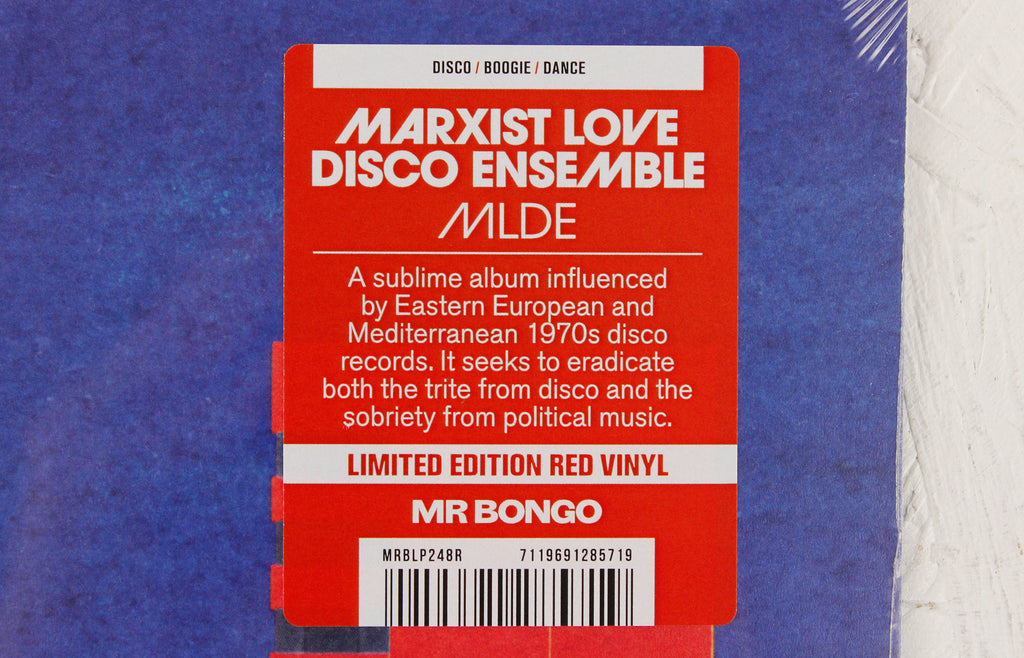 DISCO / BOOGIE / DANCE
MARXIST LOVE
DISCO ENSEMBLE
MLDE
A sublime album influenced
by Eastern European and
Mediterranean 1970s disco
records. It seeks to eradicate
both the trite from disco and the
sobriety from political music.
LIMITED EDITION RED VINYL
MR BONGO
MRBLP248R 7119691285719